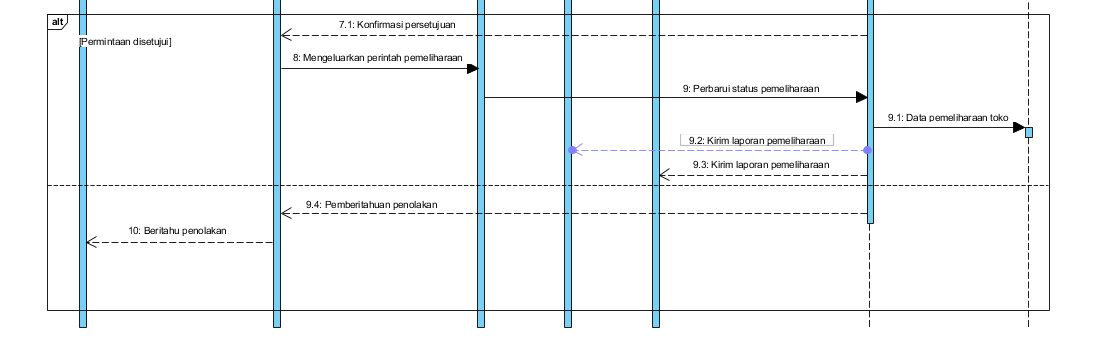 alt
7.1: Konfirmasi persetujuan
[Permintaan disetujui]
8: Mengeluarkan perintah pemeliharaan
9: Perbarui status pemeliharaan
9.1: Data pemeliharaan toko
9.2: Kirim laporan pemeliharaan
9.3: Kirim laporan pemeliharaan
9.4: Pemberitahuan penolakan
10: Beritahu penolakan